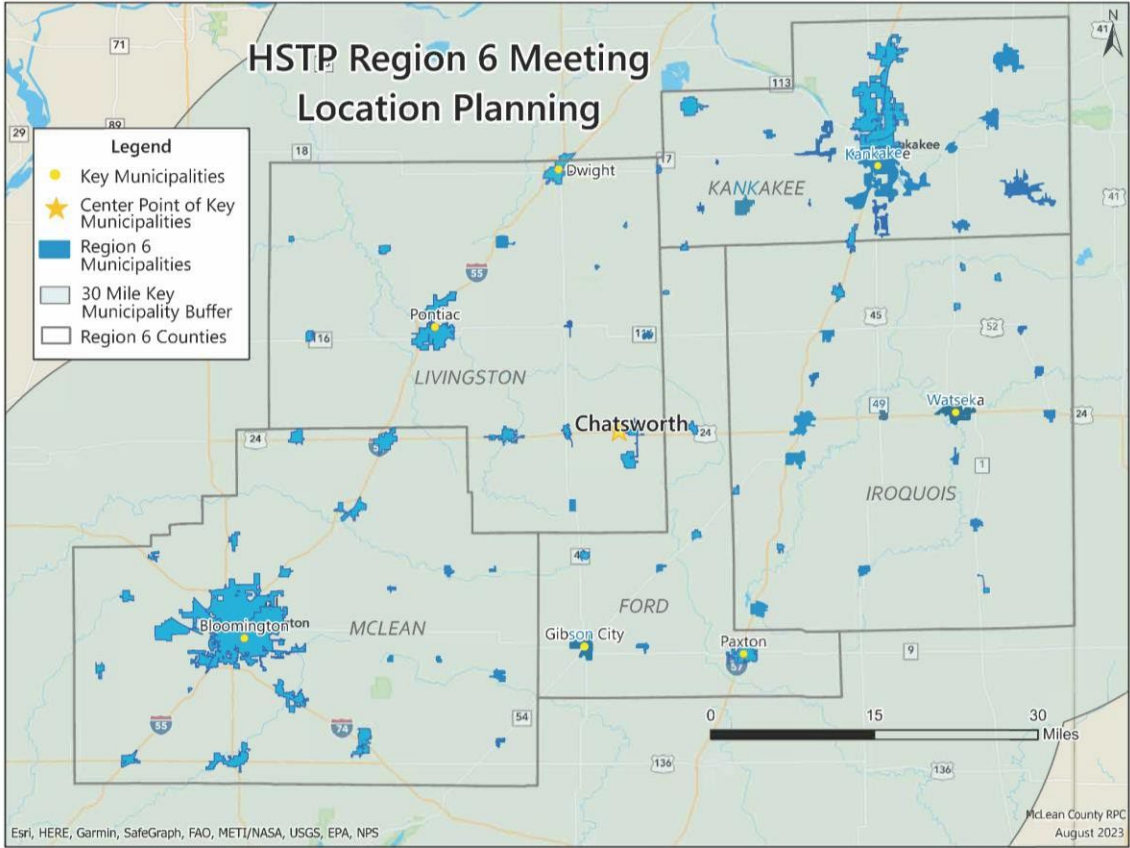 HSTP Region 6 Meeting
Location Planning
N
41
71
113
29
89
18
Legend
Key Municipalities
Center Point of Key
Municipalities
Region 6
Municipalities
30 Mile Key
Municipality Buffer
Region 6 Counties
Dwight
17
Kankakee
KANKAKEE
41
55
Pontiac
116
116
45
52
LIVINGSTON
49
Watseka
Chatsworth
24
24
24
1
IROQUOIS
FORD
MCLEAN
Bloomington
Gibson City
Paxton
57
9
55
74
54
0
15
30
Miles
136
136
Esri, HERE, Garmin, SafeGraph, FAO, METI/NASA, USGS, EPA, NPS
McLean County RPC
August 2023